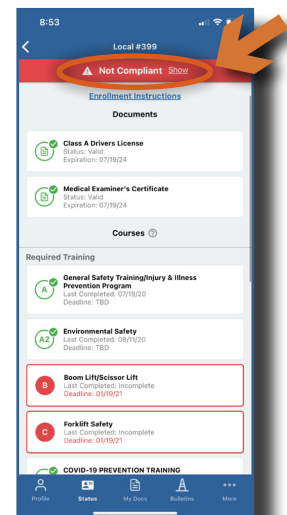 8:53
Local #399
Not Compliant Show
Enrollment Instructions
Documents
Class A Drivers License
Status: Valid
Expiration: 07/19/24
Medical Examiner's Certificate
Status: Valid
Expiration: 07/19/24
Courses ?
Required Training
A
General Safety Training/Injury & Illness
Prevention Program
Last Completed: 07/19/20
Deadline: TBD
A2
Environmental Safety
Last Completed: 08/11/20
Deadline: TBD
B
Boom Lift/Scissor Lift
Last Completed: Incomplete
Deadline: 01/19/21
C
Forklift Safety
Last Completed: Incomplete
Deadline: 01/19/21
COVID-19 PREVENTION TRAINING
Profile Status My Docs Bulletins More